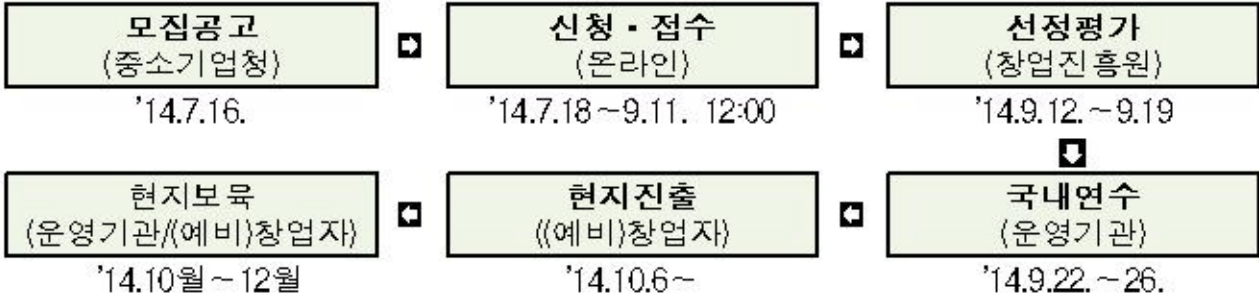 모집공고
(중소기업청)
'14.7.16.
신청・접수
(온라인)
'14.7.18～9.11. 12:00
선정평가
(창업진흥원)
'14.9.12.～9.19
국내연수
(운영기관)
'14.9.22.～26.
현지진출
((예비)창업자)
'14.10.6～
현지보육
(운영기관/(예비)창업자)
'14.10월～12월